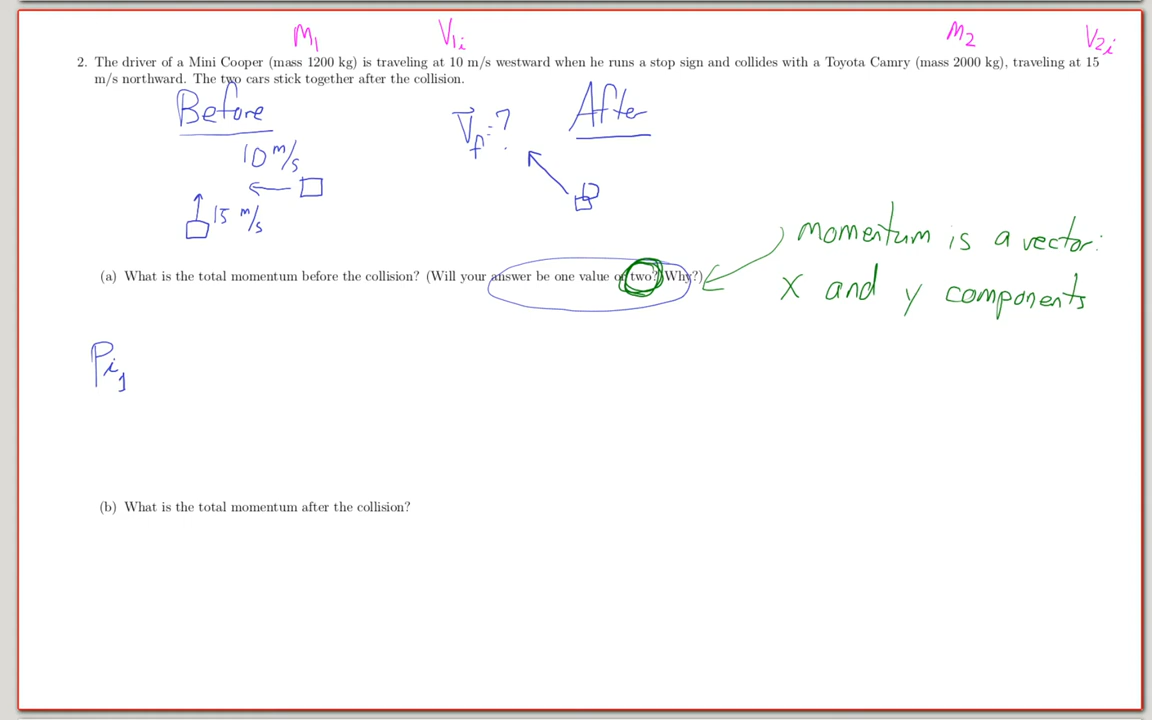 M1 V1i M2 V2i
2. The driver of a Mini Cooper (mass 1200 kg) is traveling at 10 m/s westward when he runs a stop sign and collides with a Toyota Camry (mass 2000 kg), traveling at 15
m/s northward. The two cars stick together after the collision.
Before V⃗f=? After
10 m/s
15 m/s
momentum is a vector:
(a) What is the total momentum before the collision? (Will your answer be one value or two? Why?)
x and y components
Pi1
(b) What is the total momentum after the collision?